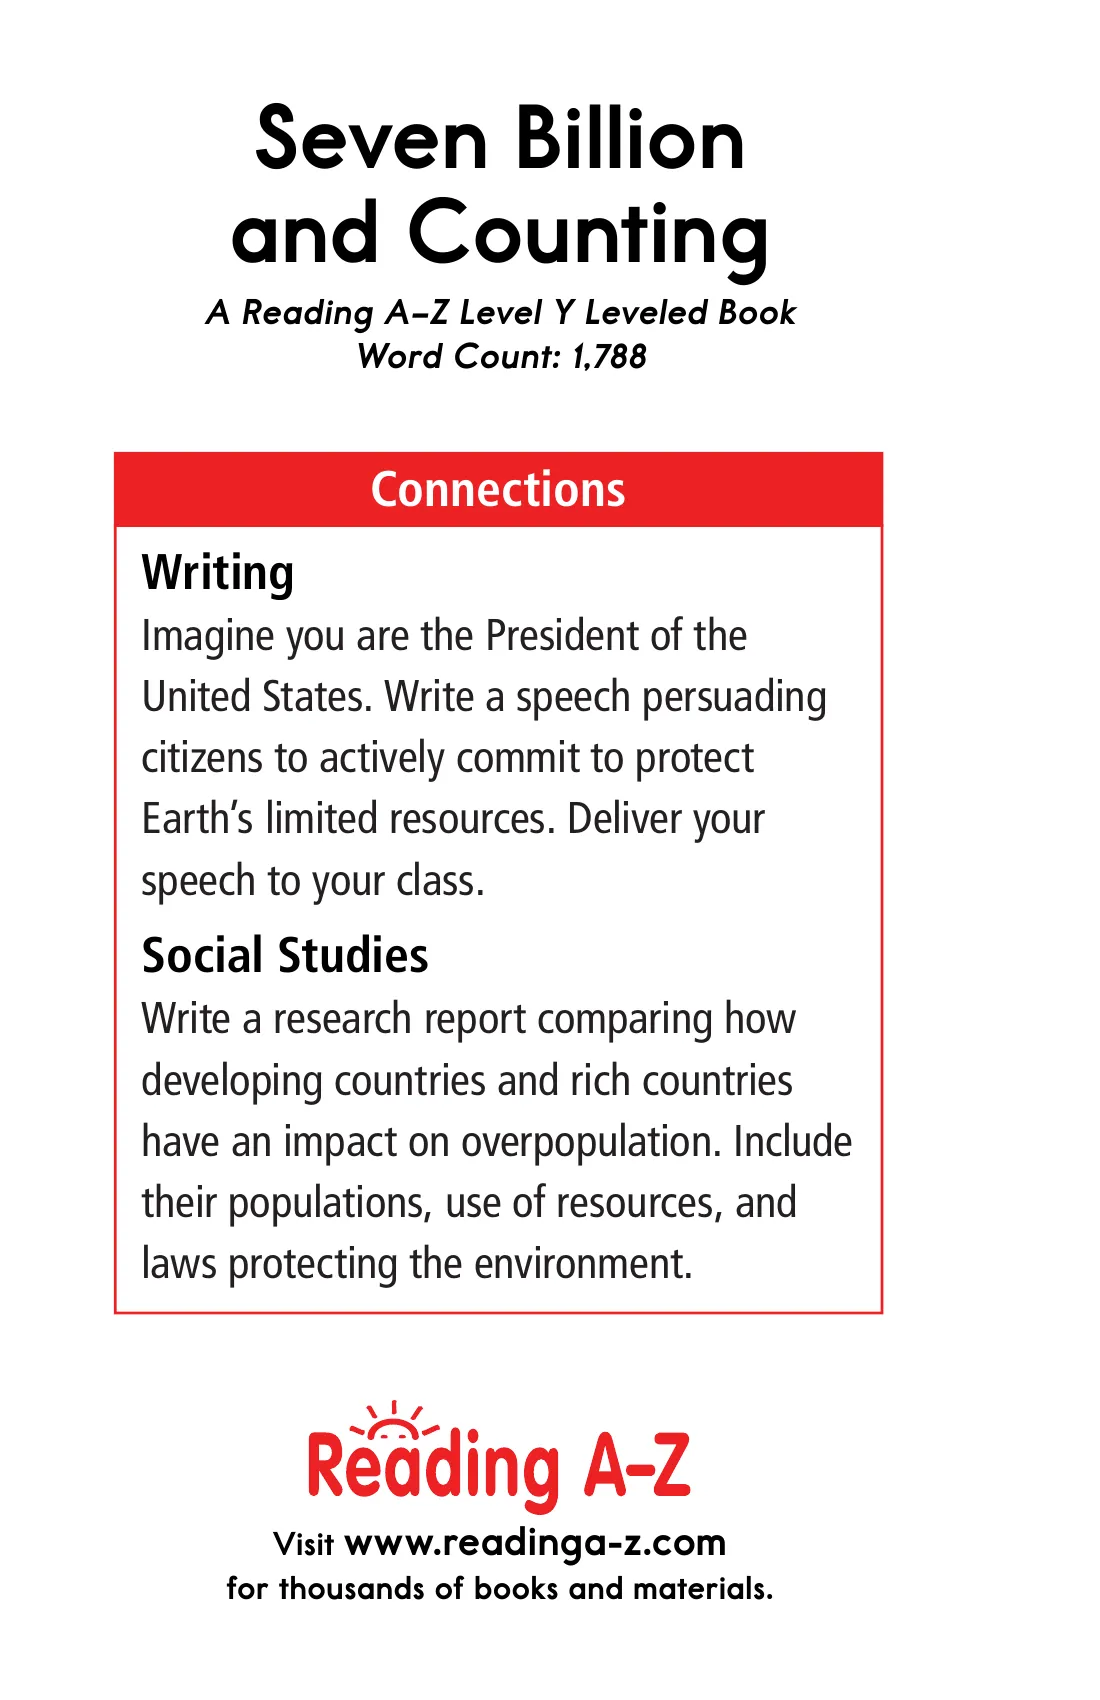 Seven Billion
and Counting
A Reading A–Z Level Y Leveled Book
Word Count: 1,788
Connections
Writing
Imagine you are the President of the
United States. Write a speech persuading
citizens to actively commit to protect
Earth’s limited resources. Deliver your
speech to your class.
Social Studies
Write a research report comparing how
developing countries and rich countries
have an impact on overpopulation. Include
their populations, use of resources, and
laws protecting the environment.
Reading A–Z
Visit www.readinga-z.com
for thousands of books and materials.